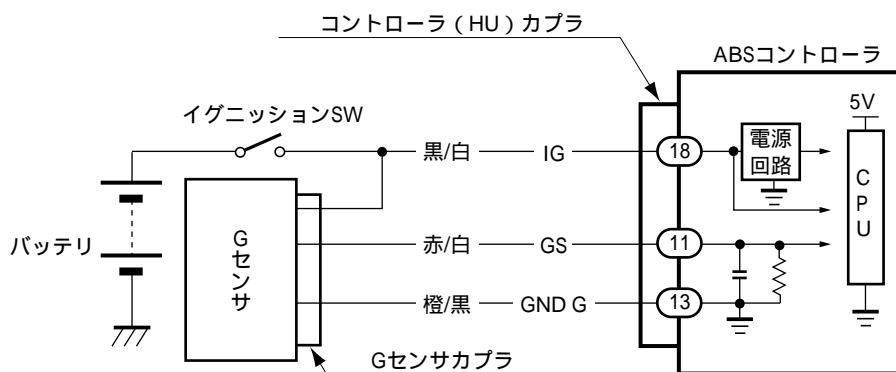 コントローラ（HU）カプラ
ABSコントローラ
イグニッションSW
5V
黒/白
IG
18
電源
回路
CPU
バッテリ
Gセンサ
赤/白
GS
11
橙/黒
GND G
13
Gセンサカプラ